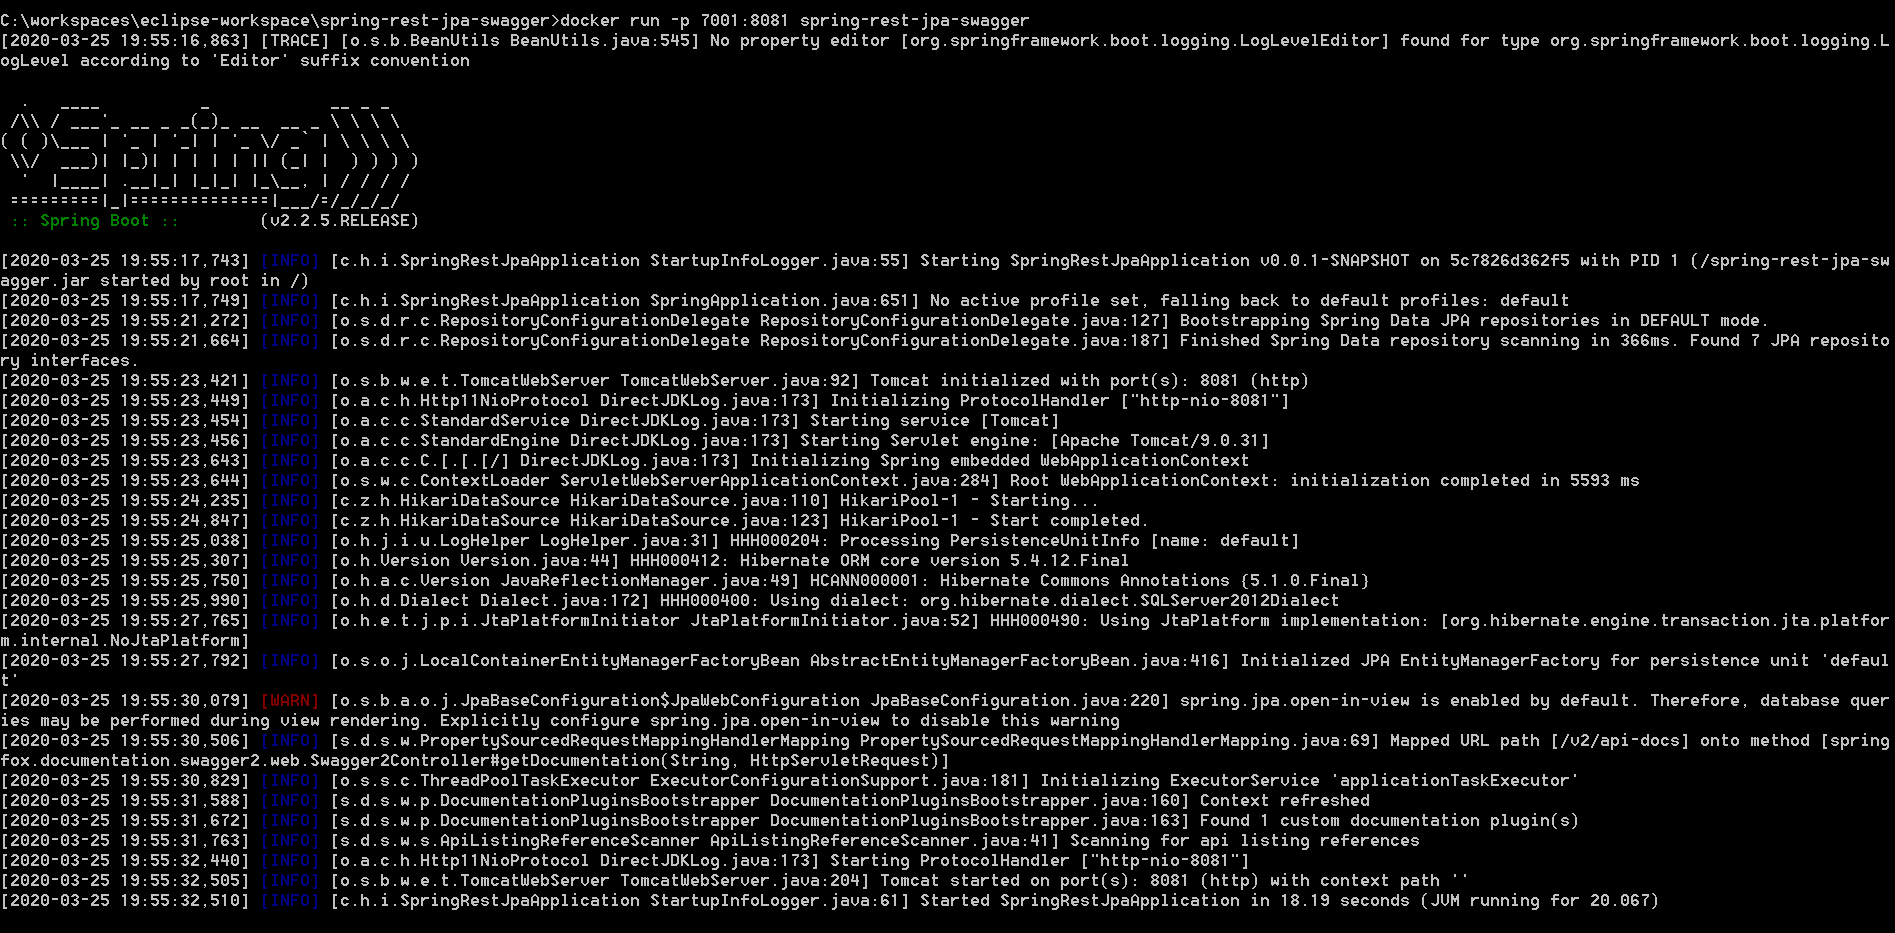 C:\workspaces\eclipse-workspace\spring-rest-jpa-swagger>docker run -p 7001:8081 spring-rest-jpa-swagger
[2020-03-25 19:55:16,863] [TRACE] [o.s.b.BeanUtils BeanUtils.java:545] No property editor [org.springframework.boot.logging.LogLevelEditor] found for type org.springframework.boot.logging.L
ogLevel according to 'Editor' suffix convention
  .   ____          _            __ _ _
 /\\ / ___'_ __ _ _(_)_ __  __ _ \ \ \ \
( ( )\___ | '_ | '_| | '_ \/ _` | \ \ \ \
 \\/  ___)| |_)| | | | | || (_| |  ) ) ) )
  '  |____| .__|_| |_|_| |_\__, | / / / /
 =========|_|==============|___/=/_/_/_/
 :: Spring Boot ::        (v2.2.5.RELEASE)
[2020-03-25 19:55:17,743] [INFO] [c.h.i.SpringRestJpaApplication StartupInfoLogger.java:55] Starting SpringRestJpaApplication v0.0.1-SNAPSHOT on 5c7826d362f5 with PID 1 (/spring-rest-jpa-sw
agger.jar started by root in /)
[2020-03-25 19:55:17,749] [INFO] [c.h.i.SpringRestJpaApplication SpringApplication.java:651] No active profile set, falling back to default profiles: default
[2020-03-25 19:55:21,272] [INFO] [o.s.d.r.c.RepositoryConfigurationDelegate RepositoryConfigurationDelegate.java:127] Bootstrapping Spring Data JPA repositories in DEFAULT mode.
[2020-03-25 19:55:21,664] [INFO] [o.s.d.r.c.RepositoryConfigurationDelegate RepositoryConfigurationDelegate.java:187] Finished Spring Data repository scanning in 366ms. Found 7 JPA reposito
ry interfaces.
[2020-03-25 19:55:23,421] [INFO] [o.s.b.w.e.t.TomcatWebServer TomcatWebServer.java:92] Tomcat initialized with port(s): 8081 (http)
[2020-03-25 19:55:23,449] [INFO] [o.a.c.h.Http11NioProtocol DirectJDKLog.java:173] Initializing ProtocolHandler ["http-nio-8081"]
[2020-03-25 19:55:23,454] [INFO] [o.a.c.c.StandardService DirectJDKLog.java:173] Starting service [Tomcat]
[2020-03-25 19:55:23,456] [INFO] [o.a.c.c.StandardEngine DirectJDKLog.java:173] Starting Servlet engine: [Apache Tomcat/9.0.31]
[2020-03-25 19:55:23,643] [INFO] [o.a.c.c.C.[.[.[/] DirectJDKLog.java:173] Initializing Spring embedded WebApplicationContext
[2020-03-25 19:55:23,644] [INFO] [o.s.w.c.ContextLoader ServletWebServerApplicationContext.java:284] Root WebApplicationContext: initialization completed in 5593 ms
[2020-03-25 19:55:24,235] [INFO] [c.z.h.HikariDataSource HikariDataSource.java:110] HikariPool-1 - Starting...
[2020-03-25 19:55:24,847] [INFO] [c.z.h.HikariDataSource HikariDataSource.java:123] HikariPool-1 - Start completed.
[2020-03-25 19:55:25,038] [INFO] [o.h.j.i.u.LogHelper LogHelper.java:31] HHH000204: Processing PersistenceUnitInfo [name: default]
[2020-03-25 19:55:25,307] [INFO] [o.h.Version Version.java:44] HHH000412: Hibernate ORM core version 5.4.12.Final
[2020-03-25 19:55:25,750] [INFO] [o.h.a.c.Version JavaReflectionManager.java:49] HCANN000001: Hibernate Commons Annotations {5.1.0.Final}
[2020-03-25 19:55:25,990] [INFO] [o.h.d.Dialect Dialect.java:172] HHH000400: Using dialect: org.hibernate.dialect.SQLServer2012Dialect
[2020-03-25 19:55:27,765] [INFO] [o.h.e.t.j.p.i.JtaPlatformInitiator JtaPlatformInitiator.java:52] HHH000490: Using JtaPlatform implementation: [org.hibernate.engine.transaction.jta.platfor
m.internal.NoJtaPlatform]
[2020-03-25 19:55:27,792] [INFO] [o.s.o.j.LocalContainerEntityManagerFactoryBean AbstractEntityManagerFactoryBean.java:416] Initialized JPA EntityManagerFactory for persistence unit 'defaul
t'
[2020-03-25 19:55:30,079] [WARN] [o.s.b.a.o.j.JpaBaseConfiguration$JpaWebConfiguration JpaBaseConfiguration.java:220] spring.jpa.open-in-view is enabled by default. Therefore, database quer
ies may be performed during view rendering. Explicitly configure spring.jpa.open-in-view to disable this warning
[2020-03-25 19:55:30,506] [INFO] [s.d.s.w.PropertySourcedRequestMappingHandlerMapping PropertySourcedRequestMappingHandlerMapping.java:69] Mapped URL path [/v2/api-docs] onto method [spring
fox.documentation.swagger2.web.Swagger2Controller#getDocumentation(String, HttpServletRequest)]
[2020-03-25 19:55:30,829] [INFO] [o.s.s.c.ThreadPoolTaskExecutor ExecutorConfigurationSupport.java:181] Initializing ExecutorService 'applicationTaskExecutor'
[2020-03-25 19:55:31,588] [INFO] [s.d.s.w.p.DocumentationPluginsBootstrapper DocumentationPluginsBootstrapper.java:160] Context refreshed
[2020-03-25 19:55:31,672] [INFO] [s.d.s.w.p.DocumentationPluginsBootstrapper DocumentationPluginsBootstrapper.java:163] Found 1 custom documentation plugin(s)
[2020-03-25 19:55:31,763] [INFO] [s.d.s.w.s.ApiListingReferenceScanner ApiListingReferenceScanner.java:41] Scanning for api listing references
[2020-03-25 19:55:32,440] [INFO] [o.a.c.h.Http11NioProtocol DirectJDKLog.java:173] Starting ProtocolHandler ["http-nio-8081"]
[2020-03-25 19:55:32,505] [INFO] [o.s.b.w.e.t.TomcatWebServer TomcatWebServer.java:204] Tomcat started on port(s): 8081 (http) with context path ''
[2020-03-25 19:55:32,510] [INFO] [c.h.i.SpringRestJpaApplication StartupInfoLogger.java:61] Started SpringRestJpaApplication in 18.19 seconds (JVM running for 20.067)